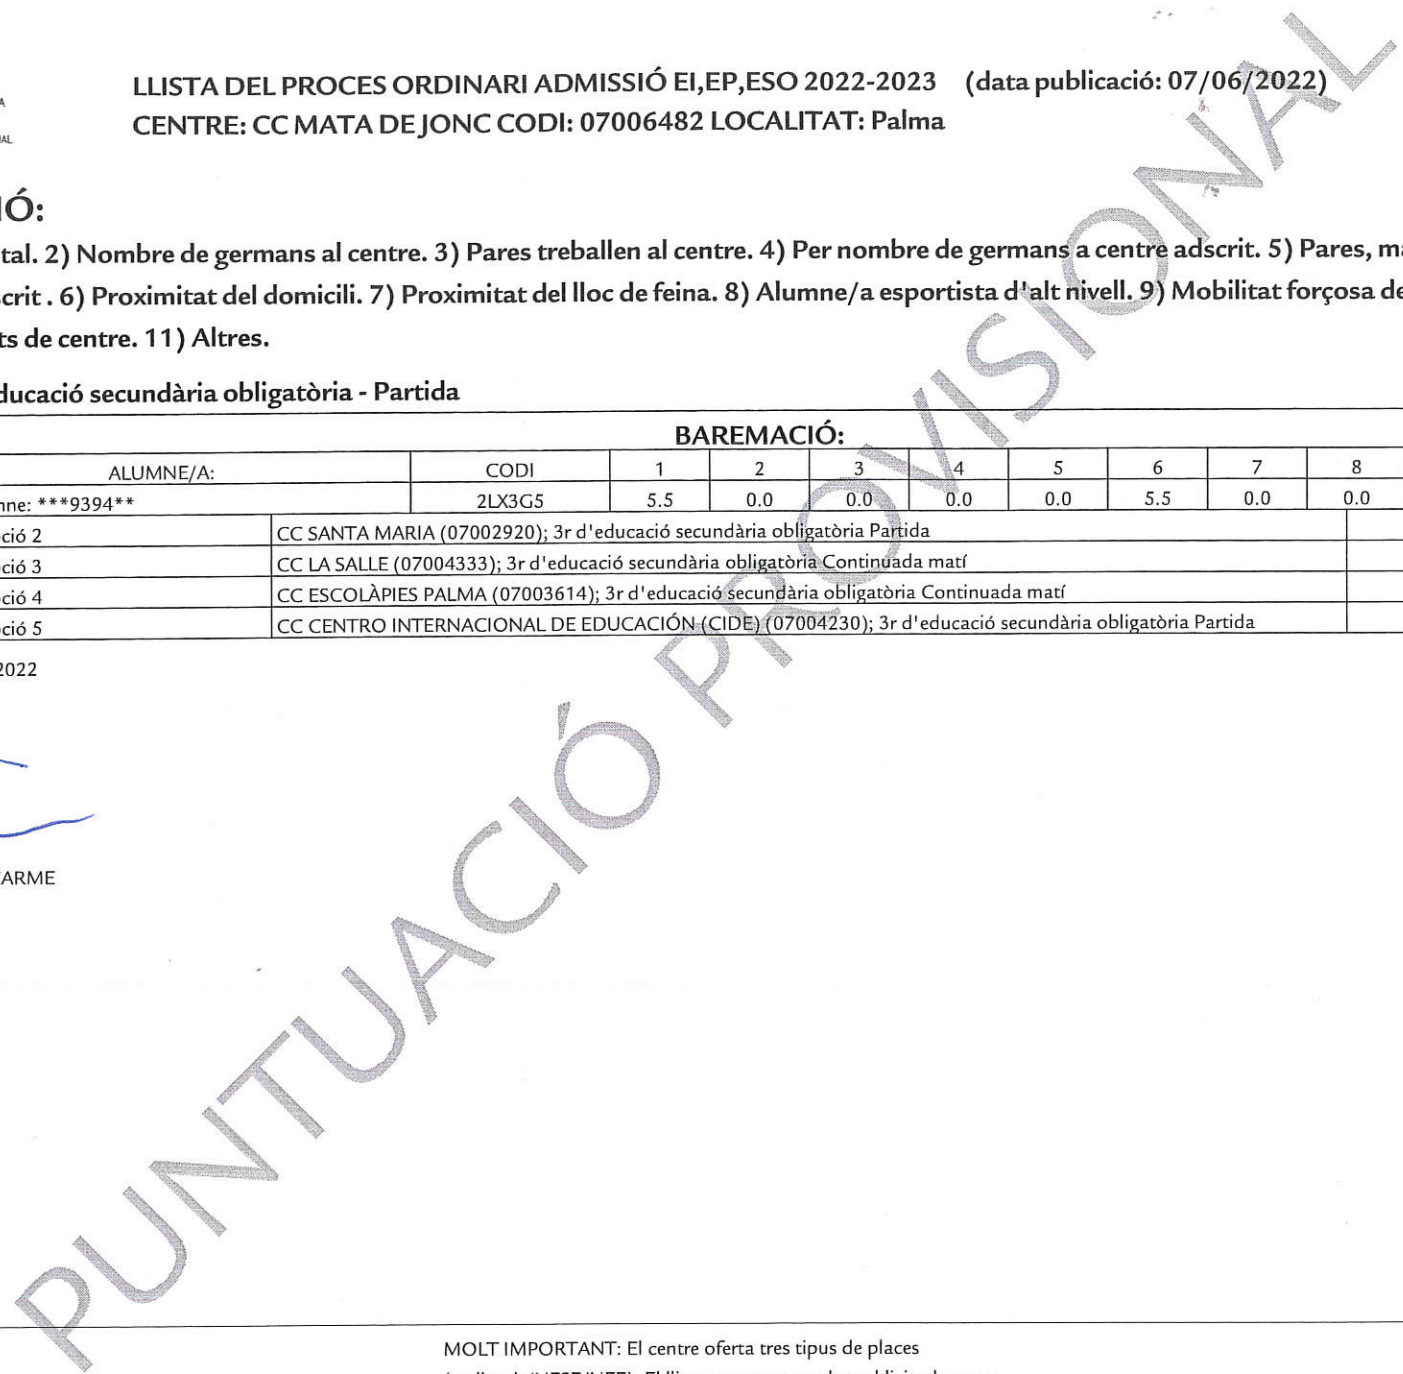 LLISTA DEL PROCES ORDINARI ADMISSIÓ EI,EP,ESO 2022-2023 (data publicació: 07/06/2022)
CENTRE: CC MATA DE JONC CODI: 07006482 LOCALITAT: Palma
IÓ:
tal. 2) Nombre de germans al centre. 3) Pares treballen al centre. 4) Per nombre de germans a centre adscrit. 5) Pares, ma
scrit . 6) Proximitat del domicili. 7) Proximitat del lloc de feina. 8) Alumne/a esportista d'alt nivell. 9) Mobilitat forçosa de
ts de centre. 11) Altres.
ducació secundària obligatòria - Partida
BAREMACIÓ:
ALUMNE/A: CODI 1 2 3 4 5 6 7 8
nne: ***9394** 2LX3G5 5.5 0.0 0.0 0.0 0.0 5.5 0.0 0.0
ció 2 CC SANTA MARIA (07002920); 3r d'educació secundària obligatòria Partida
ció 3 CC LA SALLE (07004333); 3r d'educació secundària obligatòria Continuada matí
ció 4 CC ESCOLÀPIES PALMA (07003614); 3r d'educació secundària obligatòria Continuada matí
ció 5 CC CENTRO INTERNACIONAL DE EDUCACIÓN (CIDE) (07004230); 3r d'educació secundària obligatòria Partida
2022
ARME
PUNTUACIÓ PROVISIONAL
MOLT IMPORTANT: El centre oferta tres tipus de places